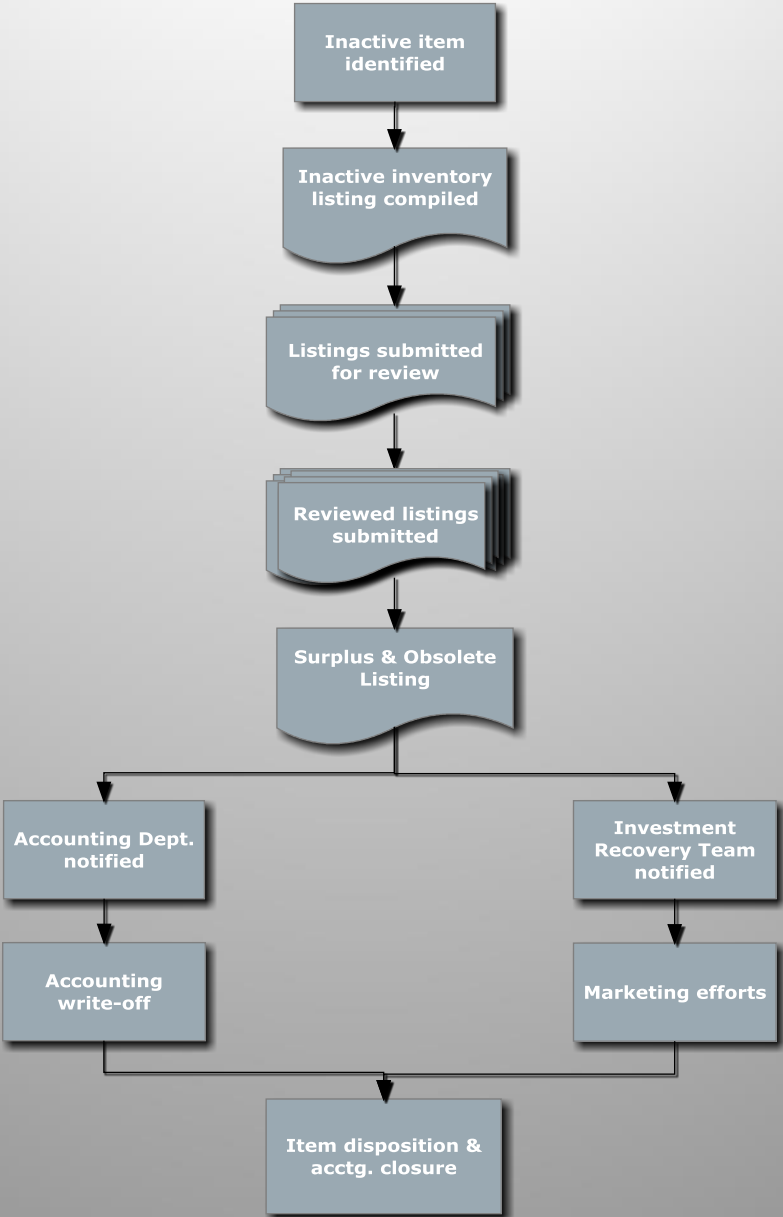 Inactive item
identified
Inactive inventory
listing compiled
Listings submitted
for review
Reviewed listings
submitted
Surplus & Obsolete
Listing
Accounting Dept.
notified
Investment
Recovery Team
notified
Accounting
write-off
Marketing efforts
Item disposition &
acctg. closure